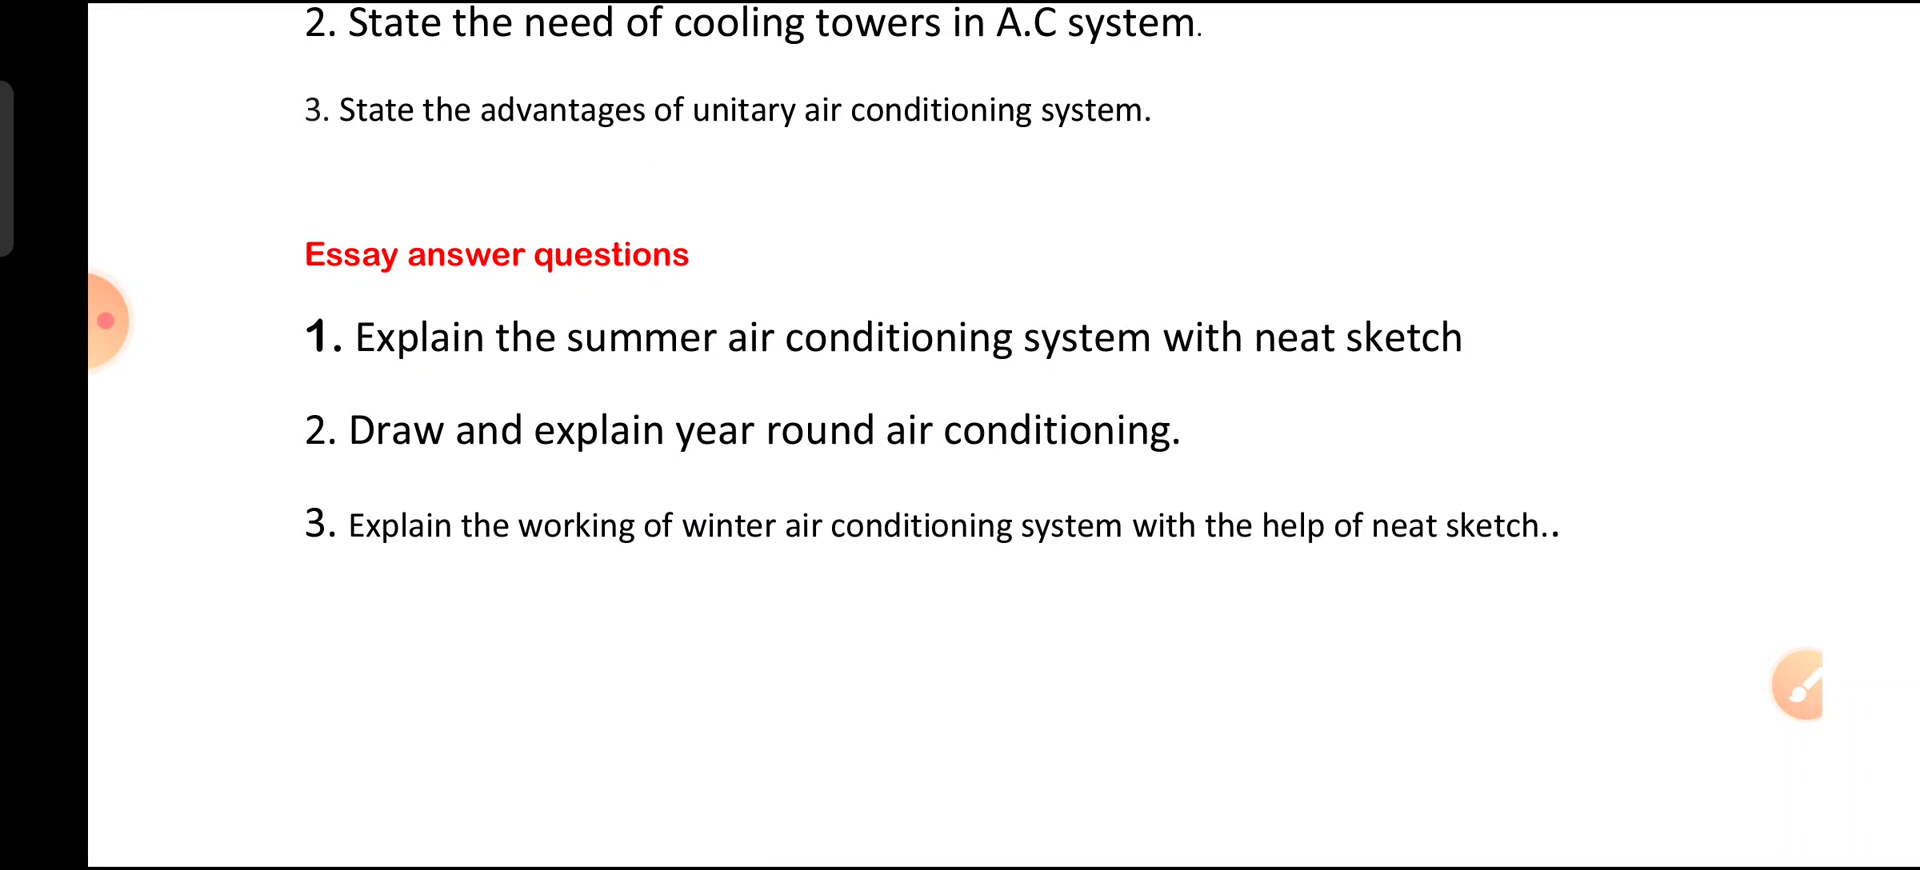 2. State the need of cooling towers in A.C system.
3. State the advantages of unitary air conditioning system.
Essay answer questions
1. Explain the summer air conditioning system with neat sketch
2. Draw and explain year round air conditioning.
3. Explain the working of winter air conditioning system with the help of neat sketch..